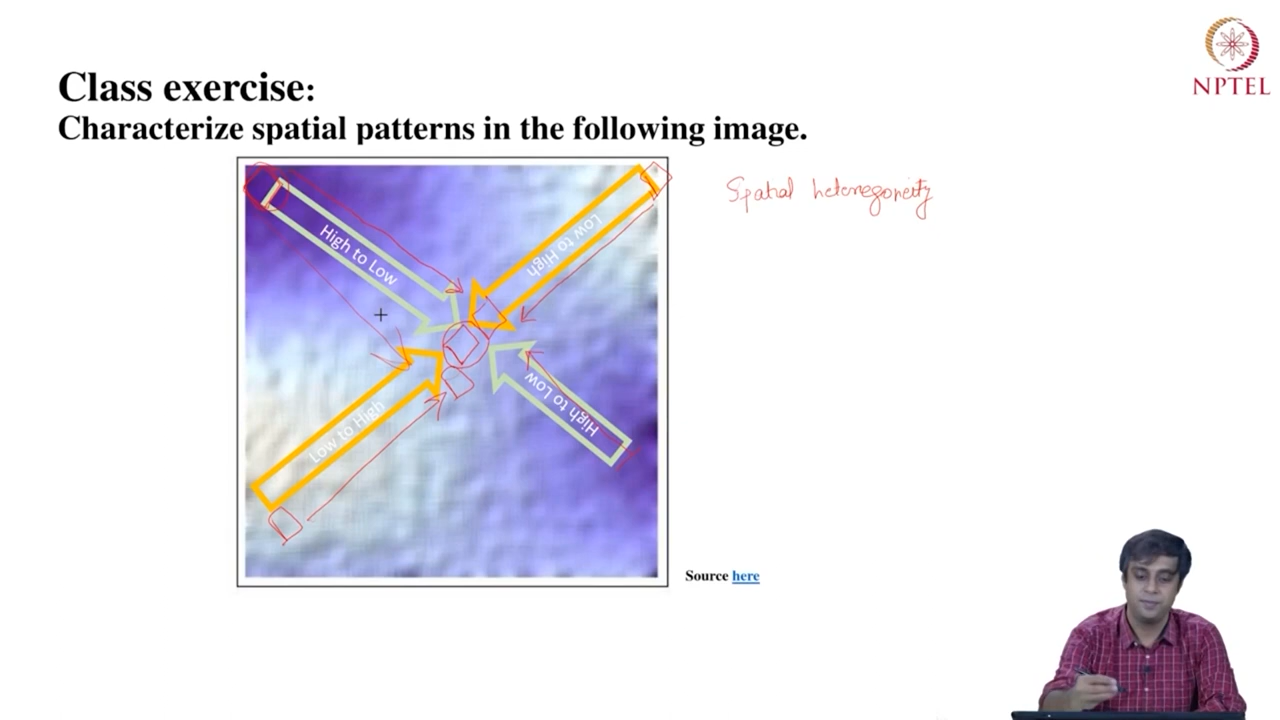 NPTEL
Class exercise:
Characterize spatial patterns in the following image.
Spatial heteregoneity
High to Low
Low to High
Low to High
High to Low
Source here